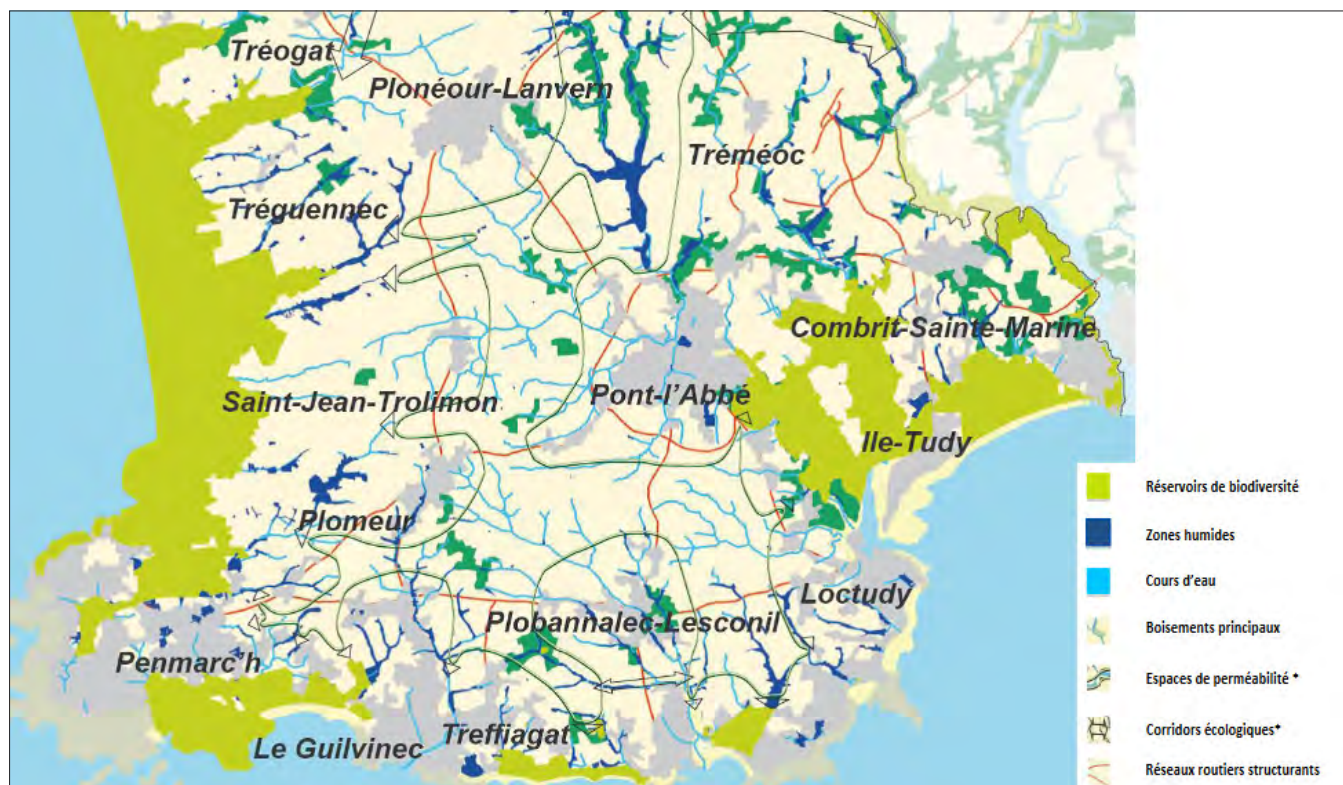 Tréogat
Plonéour-Lanvern
Tréméoc
Tréguennec
Combrit-Sainte-Marine
Saint-Jean-Trolimon
Pont-l'Abbé
Ile-Tudy
Plomeur
Loctudy
Plobannalec-Lesconil
Penmarc'h
Treffiagat
Le Guilvinec
Réservoirs de biodiversité
Zones humides
Cours d'eau
Boisements principaux
Espaces de perméabilité *
Corridors écologiques*
Réseaux routiers structurants